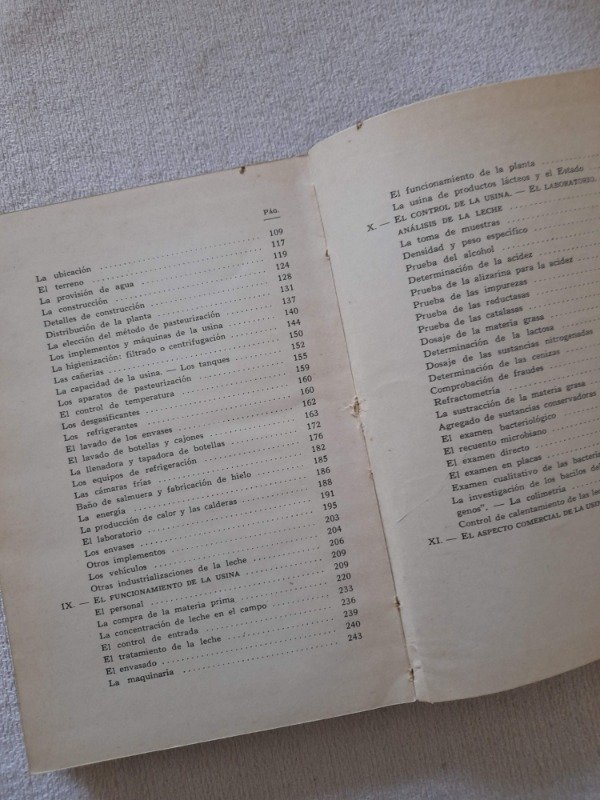 Pág.
La ubicación 109
El terreno 117
La provisión de agua 119
La construcción 124
Detalles de construcción 128
Distribución de la planta 131
La elección del método de pasteurización 137
Los implementos y máquinas de la usina 140
La higienización: filtrado o centrifugación 144
Las cañerías 150
La capacidad de la usina. — Los tanques 152
Los aparatos de pasteurización 155
El control de temperatura 159
Los desgasificantes 160
Los refrigerantes 160
El lavado de los envases 162
El lavado de botellas y cajones 163
La llenadora y tapadora de botellas 172
Los equipos de refrigeración 176
Las cámaras frías 182
Baño de salmuera y fabricación de hielo 185
La energía 186
La producción de calor y las calderas 188
El laboratorio 191
Los envases 195
Otros implementos 203
Los vehículos 204
Otras industrializaciones de la leche 206
IX. — EL FUNCIONAMIENTO DE LA USINA 209
El personal 209
La compra de la materia prima 220
La concentración de leche en el campo 233
El control de entrada 236
El tratamiento de la leche 239
El envasado 240
La maquinaria 243
El funcionamiento de la planta
La usina de productos lácteos y el Estado
X. — EL CONTROL DE LA USINA. — EL LABORATORIO.
ANÁLISIS DE LA LECHE
La toma de muestras
Densidad y peso específico
Prueba del alcohol
Determinación de la acidez
Prueba de la alizarina para la acidez
Prueba de las impurezas
Prueba de las reductasas
Prueba de las catalasas
Dosaje de la materia grasa
Determinación de la lactosa
Dosaje de las sustancias nitrogenadas
Determinación de las cenizas
Comprobación de fraudes
Refractometría
La sustracción de la materia grasa
Agregado de sustancias conservadoras
El examen bacteriológico
El recuento microbiano
El examen directo
El examen en placas
Examen cualitativo de las bacteria
La investigación de los bacilos del
genos". — La colimetría
Control de calentamiento de las lec
XI. — EL ASPECTO COMERCIAL DE LA USIN